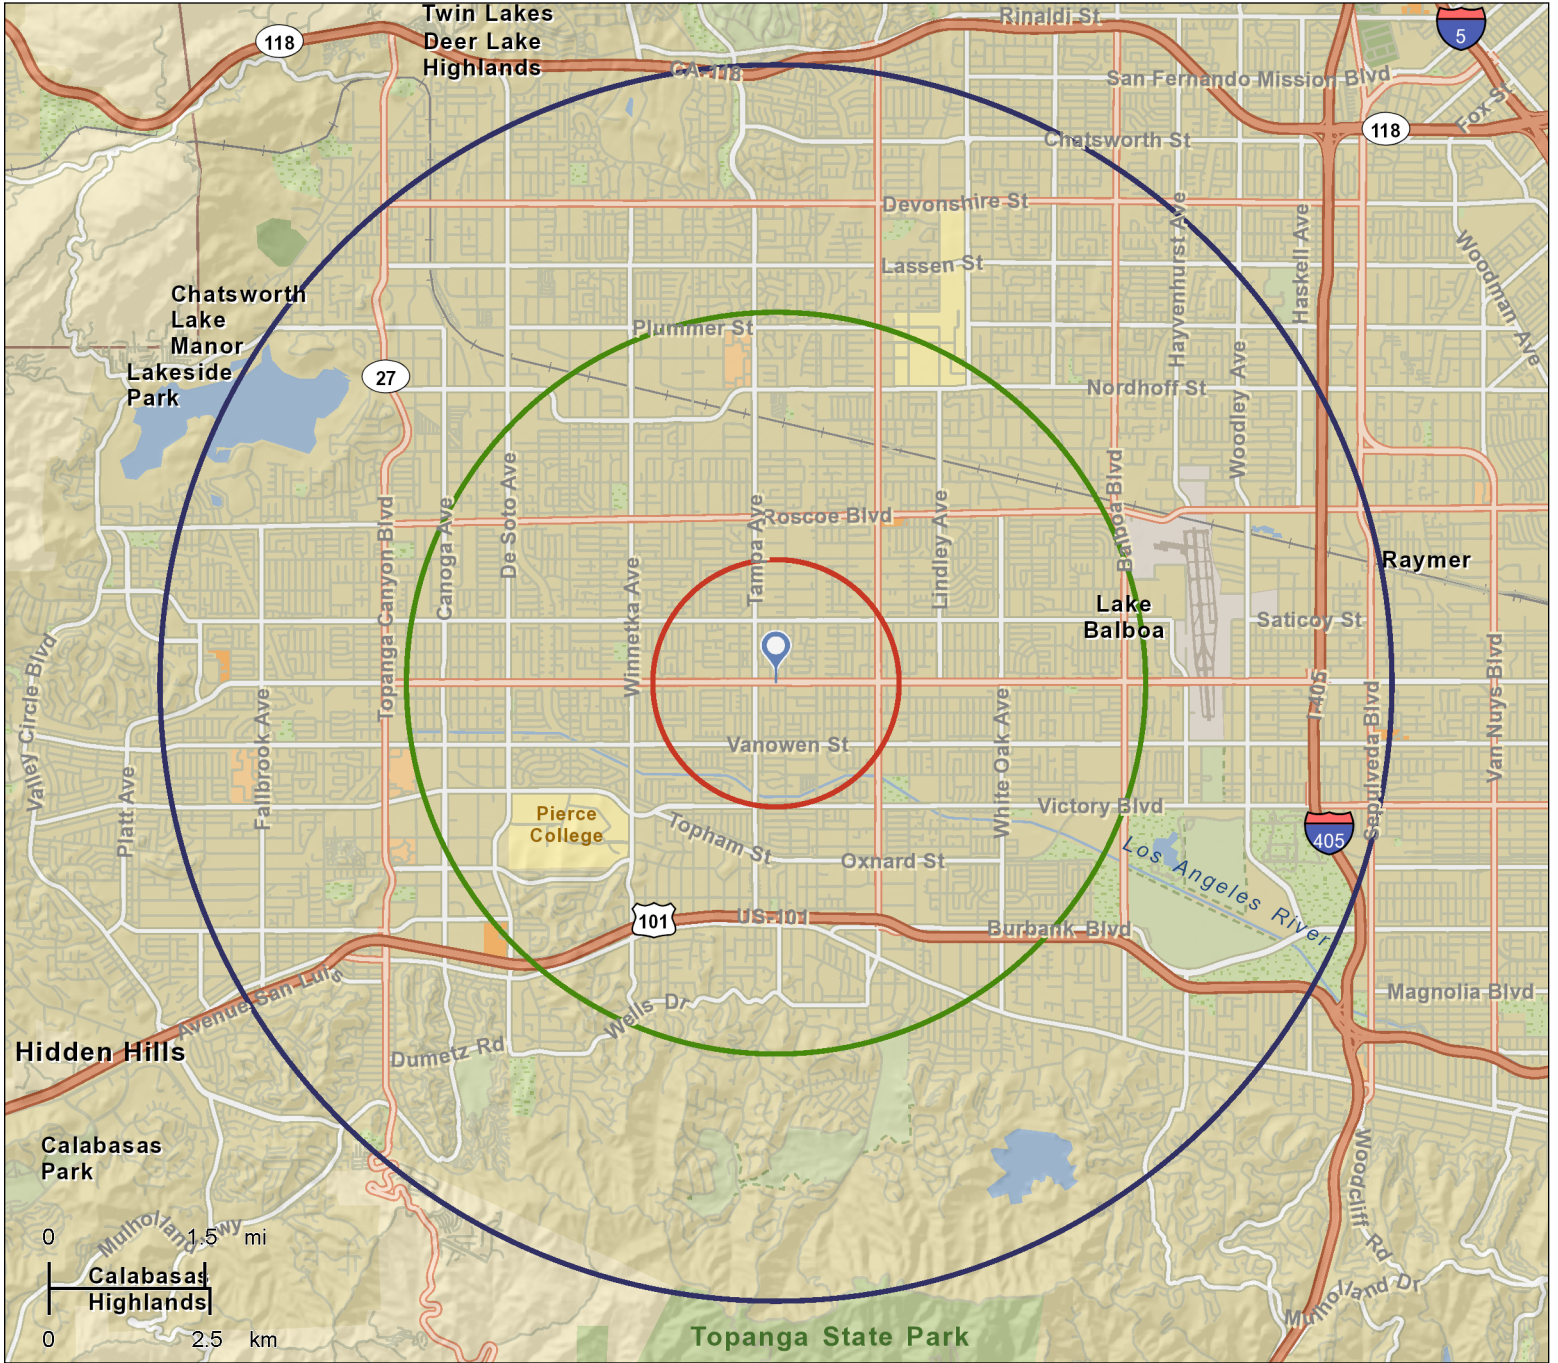 Twin Lakes
Deer Lake
Highlands
Rinaldi St
5
118
CA-118
San Fernando Mission Blvd
Fox St
118
Chatsworth St
Devonshire St
Hayvenhurst Ave
Haskell Ave
Woodman Ave
Lassen St
Chatsworth
Lake
Manor
Lakeside
Park
Plummer St
27
Nordhoff St
Woodley Ave
Topanga Canyon Blvd
Canoga Ave
De Soto Ave
Winnetka Ave
Tampa Ave
Roscoe Blvd
Lindley Ave
Balboa Blvd
Raymer
Lake
Balboa
Saticoy St
Valley Circle Blvd
Platt Ave
Fallbrook Ave
Vanowen St
White Oak Ave
I-405
Sepulveda Blvd
Van Nuys Blvd
Pierce
College
Topham St
Victory Blvd
Oxnard St
405
Los Angeles River
101
US-101
Burbank Blvd
Avenue San Luis
Wells Dr
Magnolia Blvd
Hidden Hills
Dumetz Rd
Calabasas
Park
Woodcliff Rd
Mulholland Hwy
0 1.5 mi
Calabasas
Highlands
Mulholland Dr
0 2.5 km
Topanga State Park